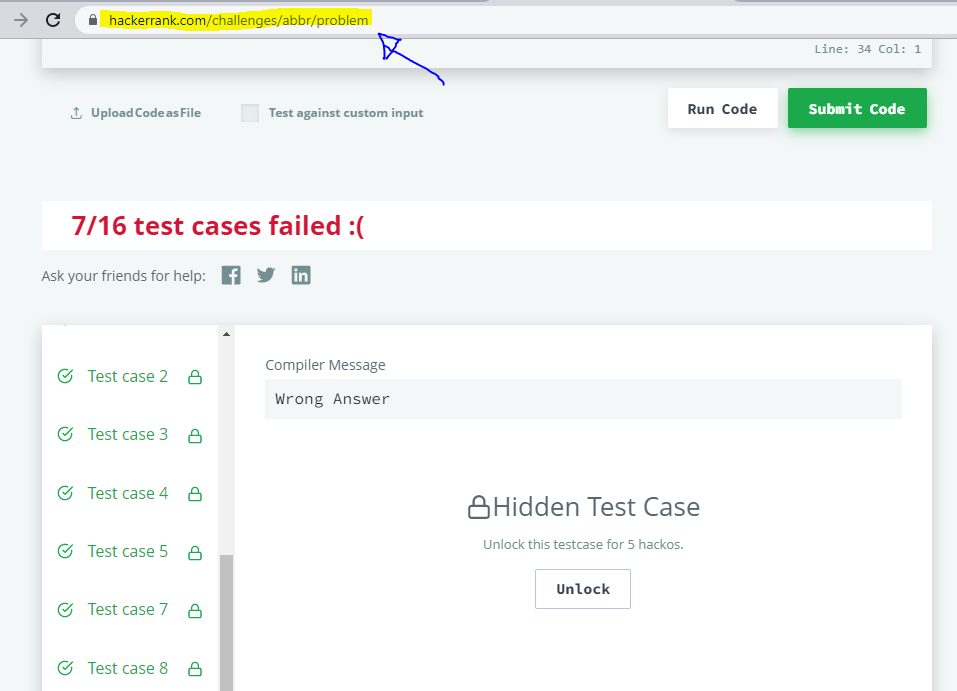 hackerrank.com/challenges/abbr/problem
Line: 34 Col: 1
Upload Code as File
Test against custom input
Run Code
Submit Code
7/16 test cases failed :(
Ask your friends for help:
Test case 2
Test case 3
Test case 4
Test case 5
Test case 7
Test case 8
Compiler Message
Wrong Answer
Hidden Test Case
Unlock this testcase for 5 hackos.
Unlock